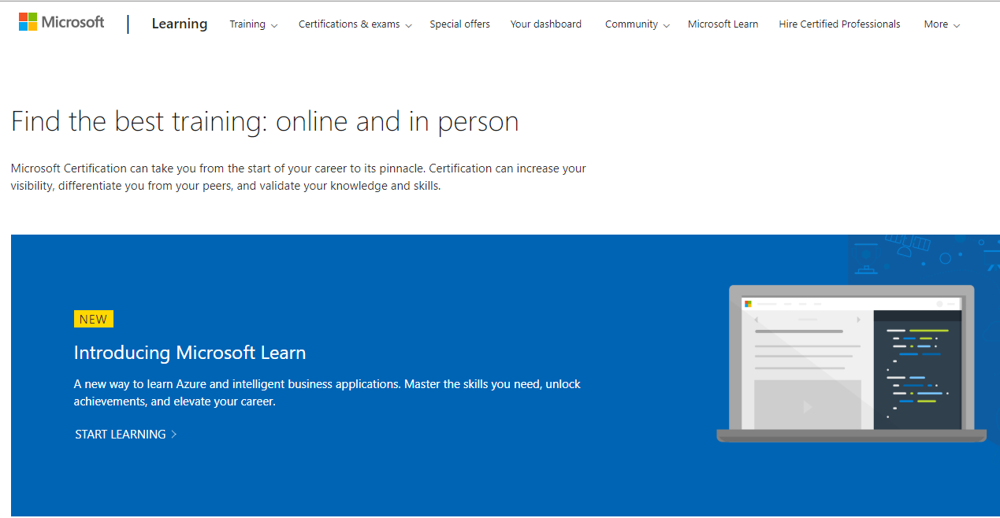 Microsoft Learning Training Certifications & exams Special offers Your dashboard Community Microsoft Learn Hire Certified Professionals More
Find the best training: online and in person
Microsoft Certification can take you from the start of your career to its pinnacle. Certification can increase your
visibility, differentiate you from your peers, and validate your knowledge and skills.
NEW
Introducing Microsoft Learn
A new way to learn Azure and intelligent business applications. Master the skills you need, unlock
achievements, and elevate your career.
START LEARNING